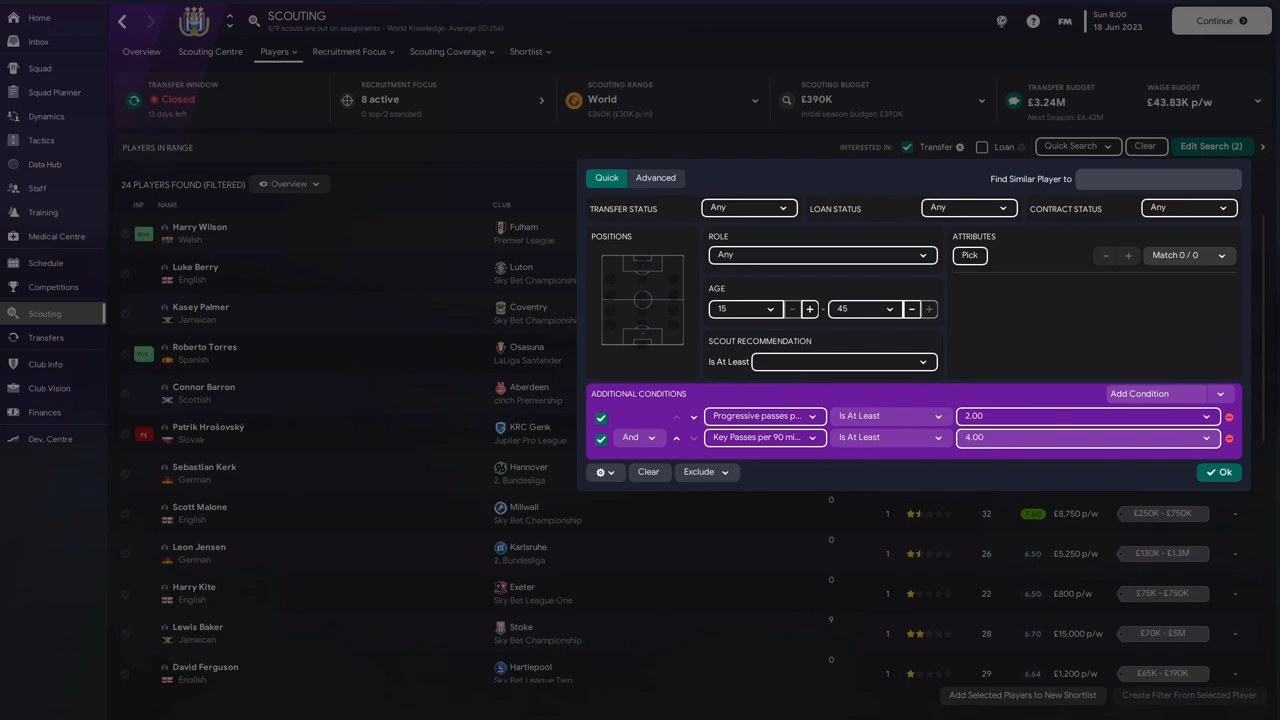 Home
Inbox
Squad
Squad Planner
Dynamics
Tactics
Data Hub
Staff
Training
Medical Centre
Schedule
Competitions
Scouting
Transfers
Club Info
Club Vision
Finances
Dev. Centre
SCOUTING
5/9 scouts are out on assignments - World Knowledge: Average (ID:256)
FM
Sun 8:00
18 Jun 2023
Continue
Overview
Scouting Centre
Players
Recruitment Focus
Scouting Coverage
Shortlist
TRANSFER WINDOW
Closed
13 days left
RECRUITMENT FOCUS
8 active
0 top/2 standard
SCOUTING RANGE
World
£360K (£30K p/m)
SCOUTING BUDGET
£390K
Initial season budget: £390K
TRANSFER BUDGET
£3.24M
Next Season: £6.42M
WAGE BUDGET
£43.83K p/w
PLAYERS IN RANGE
INTERESTED IN:
Transfer
Loan
Quick Search
Clear
Edit Search (2)
24 PLAYERS FOUND (FILTERED)
Overview
INF NAME CLUB
Wnt Harry Wilson Fulham
Welsh Premier League
Luke Berry Luton
English Sky Bet Champions
Kasey Palmer Coventry
Jamaican Sky Bet Champions
Wnt Roberto Torres Osasuna
Spanish LaLiga Santander
Connor Barron Aberdeen
Scottish cinch Premiership
Patrik Hrošovský KRC Genk
Slovak Jupiler Pro League
Sebastian Kerk Hannover
German 2. Bundesliga
0
Scott Malone Millwall 1 32 7.60 £8,750 p/w £250K - £750K -
English Sky Bet Championship
0
Leon Jensen Karlsruhe 1 26 6.50 £5,250 p/w £130K - £1.3M -
German 2. Bundesliga
0
Harry Kite Exeter 1 22 6.50 £800 p/w £75K - £750K -
English Sky Bet League One
9
Lewis Baker Stoke 1 28 6.70 £15,000 p/w £70K - £5M -
Jamaican Sky Bet Championship
0
David Ferguson Hartlepool 1 29 6.64 £1,200 p/w £65K - £190K -
English Sky Bet League Two
Quick
Advanced
Find Similar Player to
TRANSFER STATUS Any
LOAN STATUS Any
CONTRACT STATUS Any
POSITIONS
ROLE
Any
AGE
15 - + - 45 - +
SCOUT RECOMMENDATION
Is At Least
ATTRIBUTES
Pick
- +
Match 0 / 0
ADDITIONAL CONDITIONS
Add Condition
Progressive passes p... Is At Least 2.00
And Key Passes per 90 mi... Is At Least 4.00
Clear
Exclude
Ok
Add Selected Players to New Shortlist
Create Filter From Selected Player